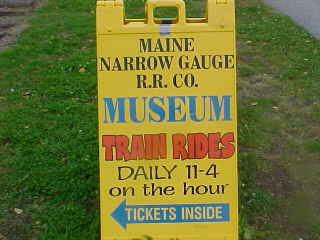 MAINE
NARROW GAUGE
R.R. CO.
MUSEUM
TRAIN RIDES
DAILY 11-4
on the hour
TICKETS INSIDE